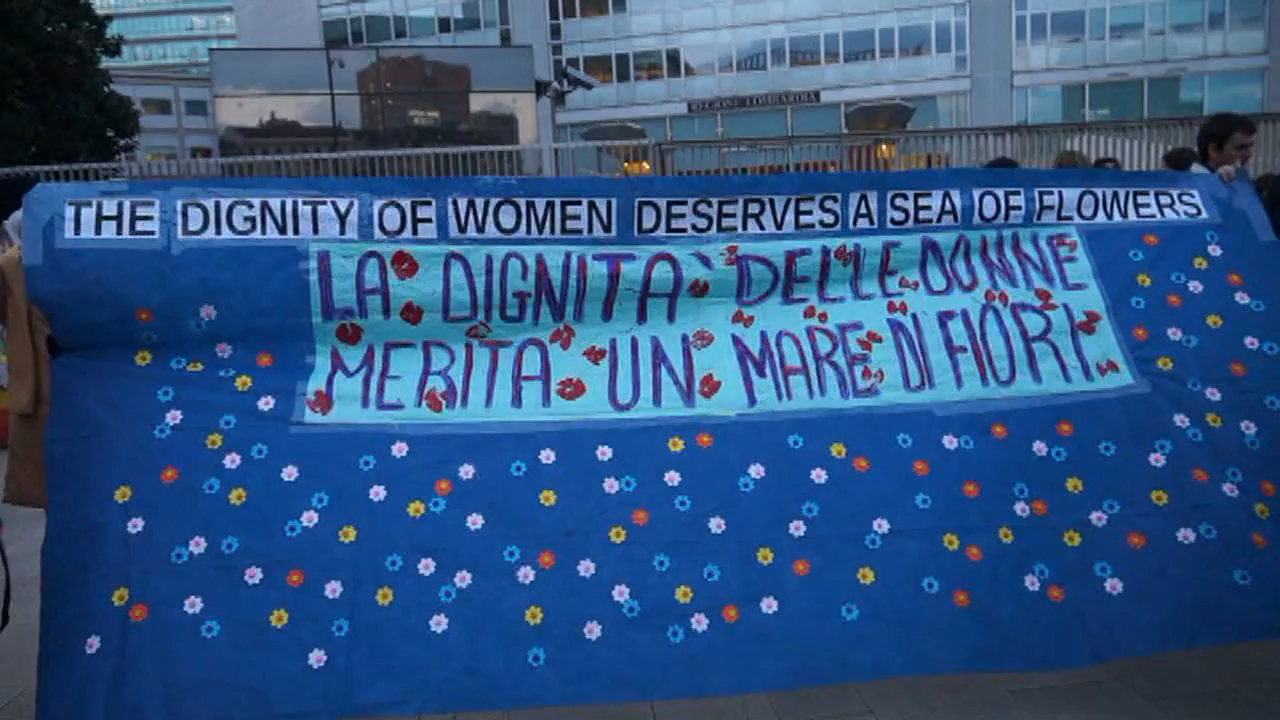 REGIONE LOMBARDIA
THE DIGNITY OF WOMEN DESERVES A SEA OF FLOWERS
LA DIGNITA` DELLE DONNE
MERITA UN MARE DI FIORI